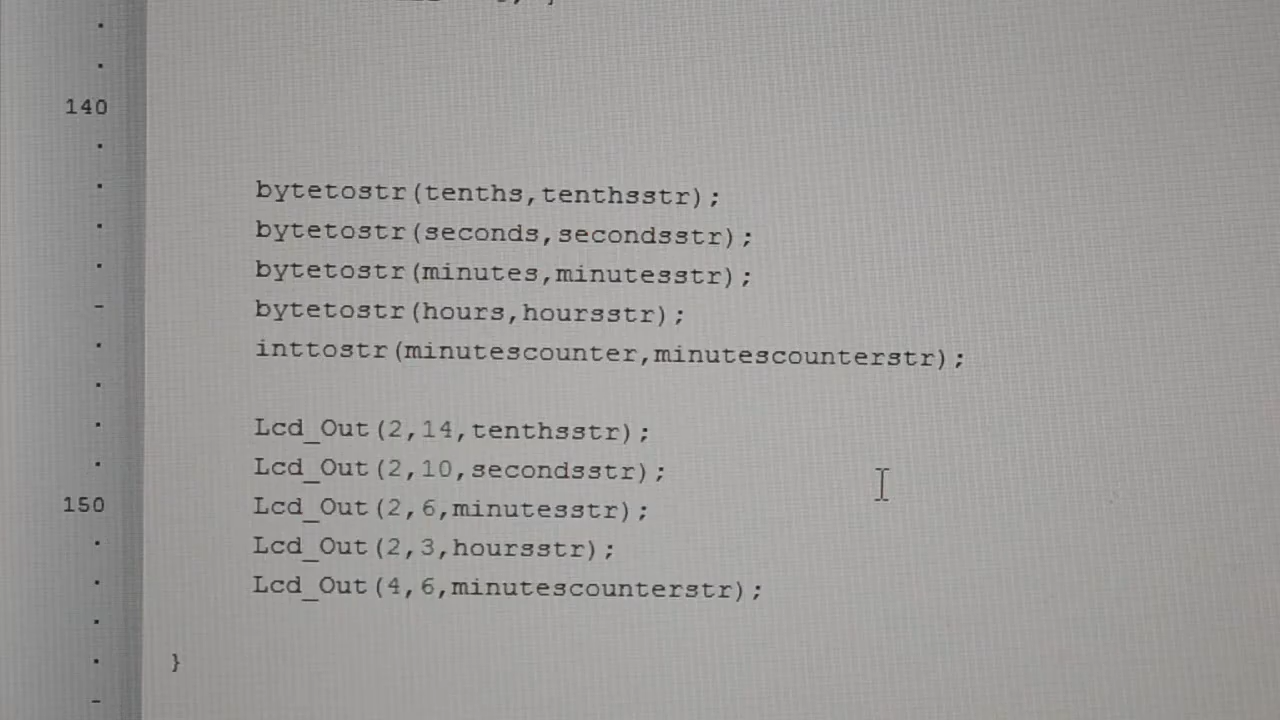 140
bytetostr(tenths,tenthsstr);
bytetostr(seconds,secondsstr);
bytetostr(minutes,minutesstr);
bytetostr(hours,hoursstr);
inttostr(minutescounter,minutescounterstr);
Lcd_Out(2,14,tenthsstr);
Lcd_Out(2,10,secondsstr);
150 Lcd_Out(2,6,minutesstr);
Lcd_Out(2,3,hoursstr);
Lcd_Out(4,6,minutescounterstr);
}